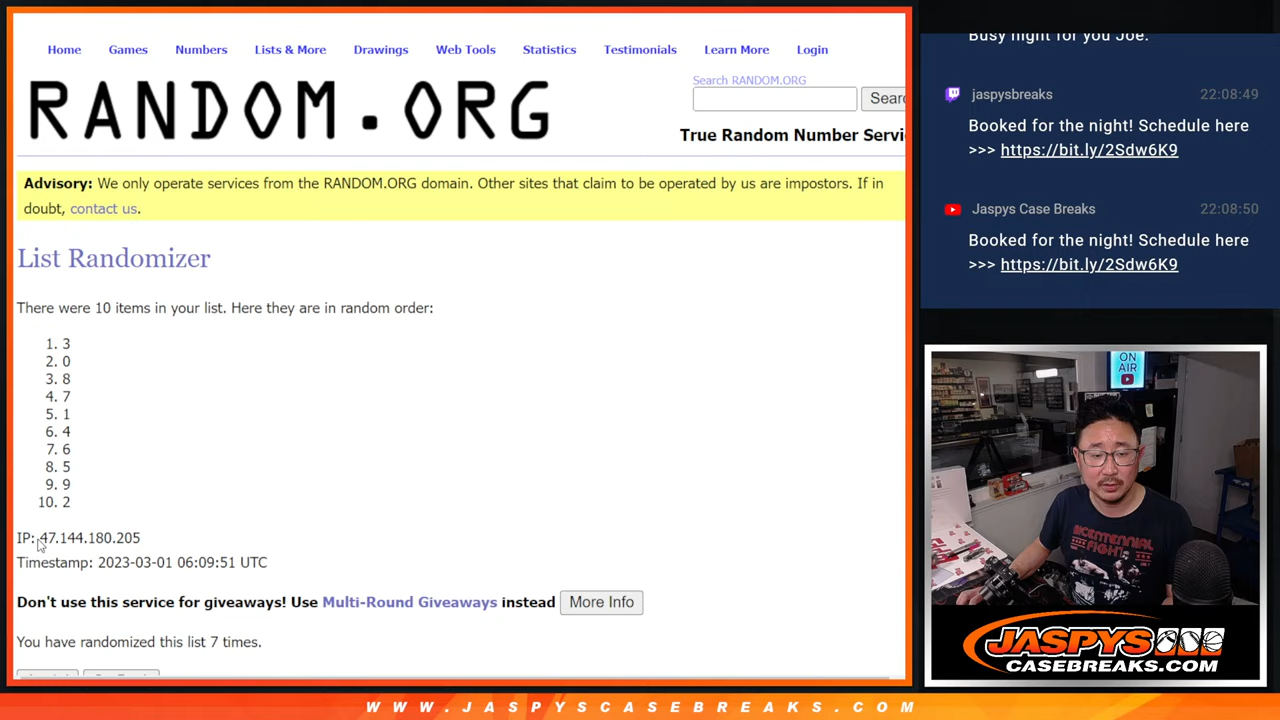 Home Games Numbers Lists & More Drawings Web Tools Statistics Testimonials Learn More Login
RANDOM.ORG
Search RANDOM.ORG
Searc
True Random Number Servi
Advisory: We only operate services from the RANDOM.ORG domain. Other sites that claim to be operated by us are impostors. If in
doubt, contact us.
List Randomizer
There were 10 items in your list. Here they are in random order:
1. 3
2. 0
3. 8
4. 7
5. 1
6. 4
7. 6
8. 5
9. 9
10. 2
IP: 47.144.180.205
Timestamp: 2023-03-01 06:09:51 UTC
Don't use this service for giveaways! Use Multi-Round Giveaways instead More Info
You have randomized this list 7 times.
Busy night for you Joe.
jaspysbreaks 22:08:49
Booked for the night! Schedule here
>>> https://bit.ly/2Sdw6K9
Jaspys Case Breaks 22:08:50
Booked for the night! Schedule here
>>> https://bit.ly/2Sdw6K9
ON
AIR
BICENTENNIAL
FIGHT
JASPYS
CASEBREAKS.COM
WWW.JASPYSCASEBREAKS.COM